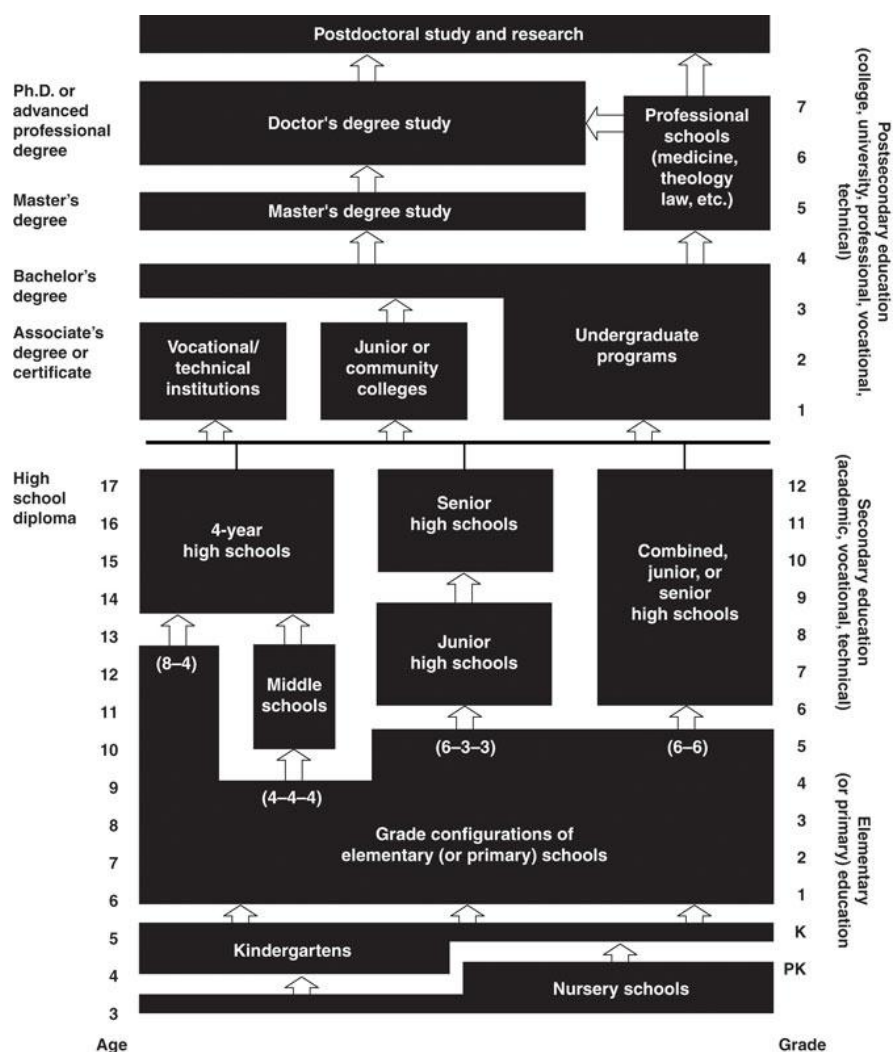 Postdoctoral study and research
Ph.D. or
advanced
professional
degree
Doctor's degree study
Professional
schools
(medicine,
theology
law, etc.)
7
6
Master's
degree
Master's degree study
5
Bachelor's
degree
4
3
Associate's
degree or
certificate
Vocational/
technical
institutions
Junior or
community
colleges
Undergraduate
programs
2
1
Postsecondary education
(college, university, professional, vocational,
technical)
High
school
diploma
17
16
15
14
13
12
11
10
9
8
7
6
5
4
3
Age
4-year
high schools
Senior
high schools
Combined,
junior, or
senior
high schools
Junior
high schools
(8–4)
Middle
schools
(6–3–3)
(6–6)
(4–4–4)
Grade configurations of
elementary (or primary) schools
Kindergartens
Nursery schools
12
11
10
9
8
7
6
5
4
3
2
1
K
PK
Grade
Secondary education
(academic, vocational, technical)
Elementary
(or primary) education